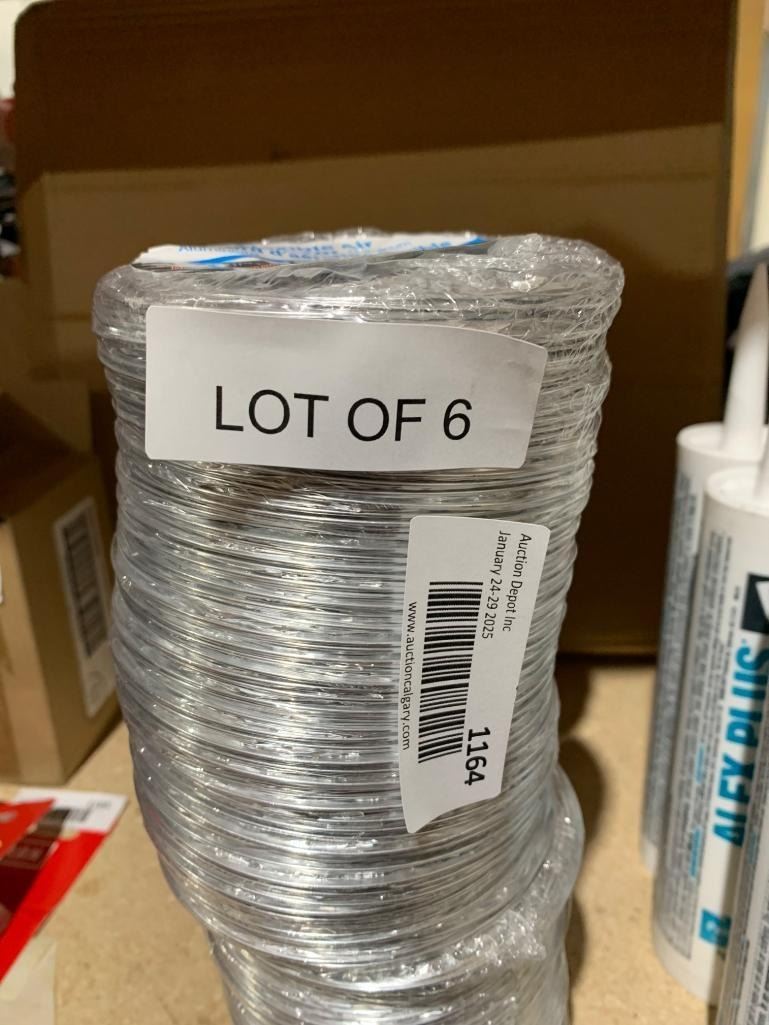 LOT OF 6
Auction Depot Inc
January 24-29 2025
1164
www.auctioncalgary.com
ALEX PLUS